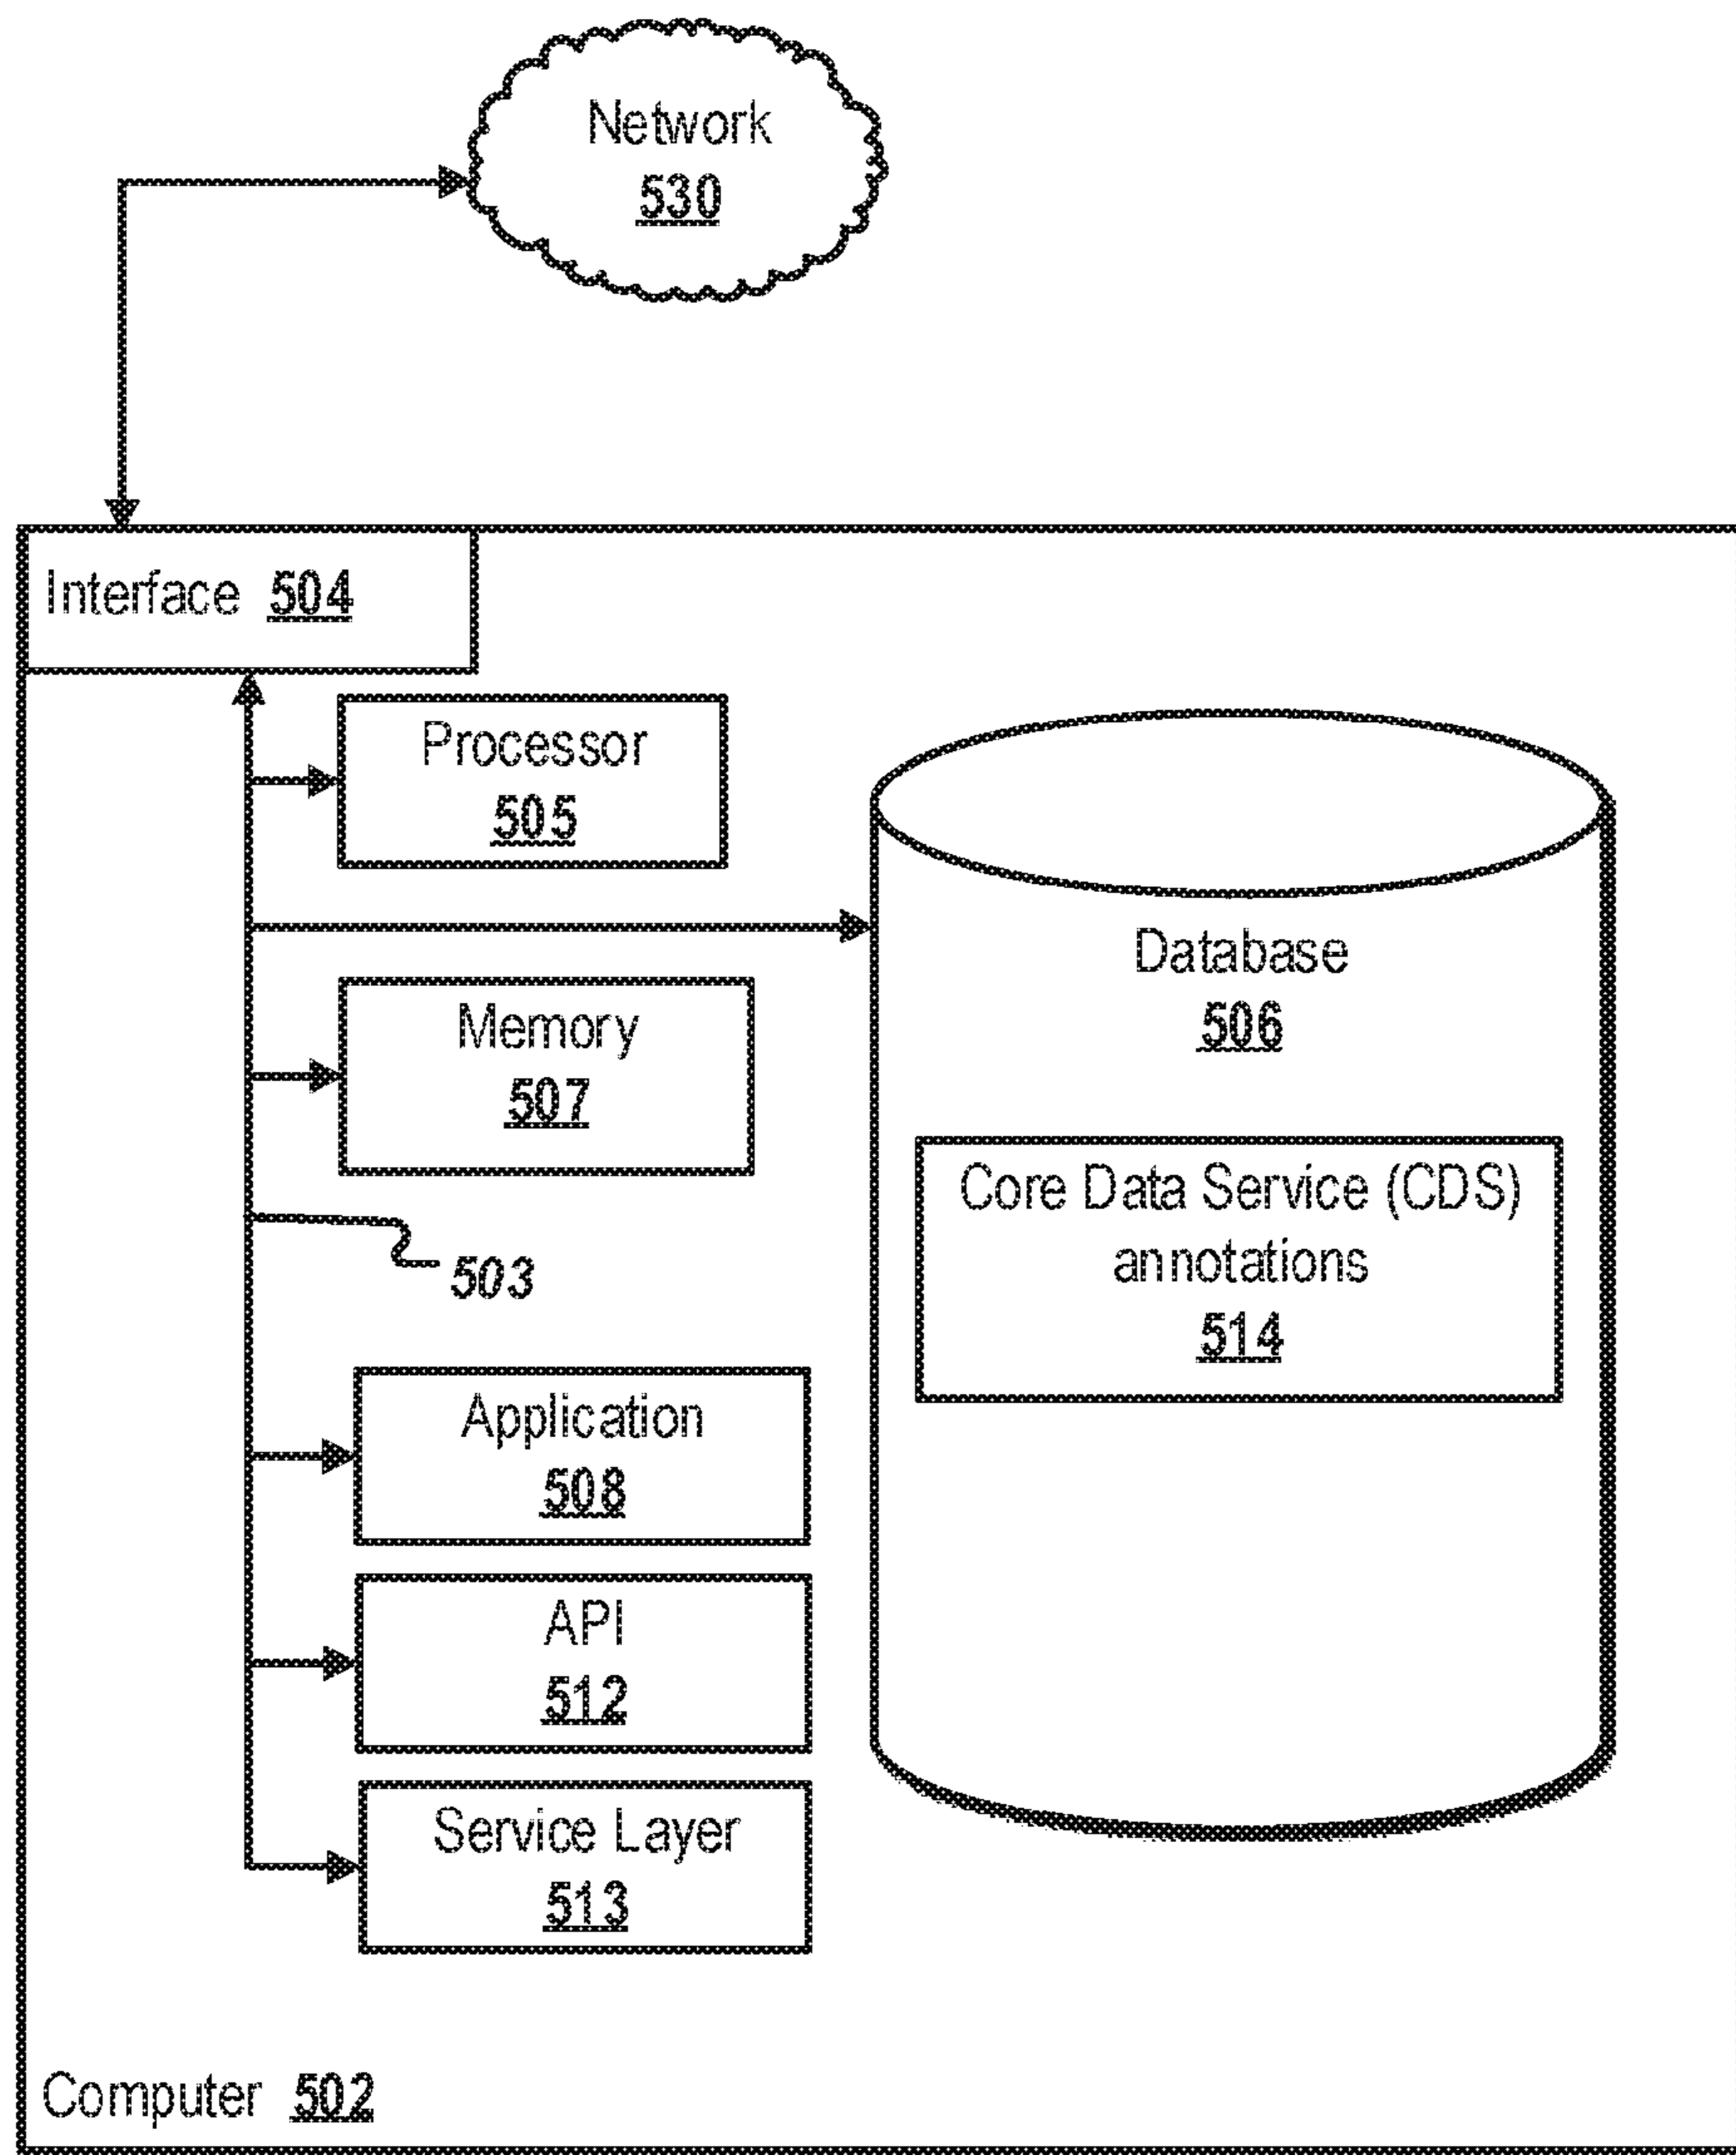 Network
530
Interface 504
Processor
505
Database
506
Memory
507
Core Data Service (CDS)
annotations
514
503
Application
508
API
512
Service Layer
513
Computer 502